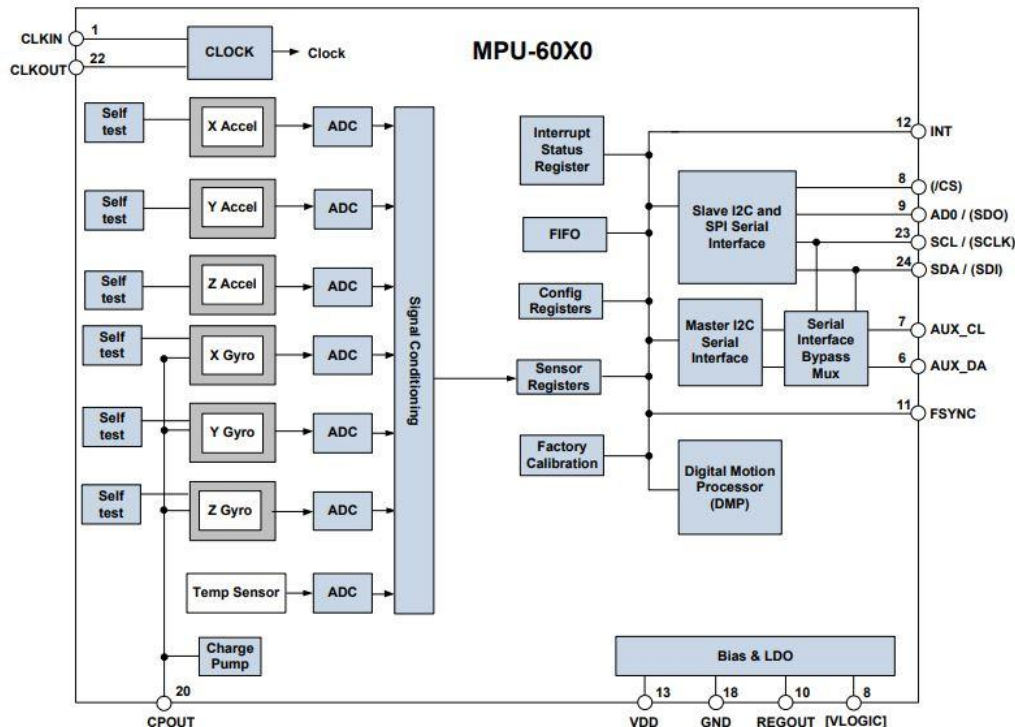 MPU-60X0
CLKIN
1
CLKOUT
22
CLOCK
Clock
Self
test
X Accel
ADC
Self
test
Y Accel
ADC
Self
test
Z Accel
ADC
Self
test
X Gyro
ADC
Self
test
Y Gyro
ADC
Self
test
Z Gyro
ADC
Temp Sensor
ADC
Charge
Pump
20
CPOUT
Signal Conditioning
Interrupt
Status
Register
FIFO
Config
Registers
Sensor
Registers
Factory
Calibration
Slave I2C and
SPI Serial
Interface
Master I2C
Serial
Interface
Serial
Interface
Bypass
Mux
Digital Motion
Processor
(DMP)
12
INT
8
(/CS)
9
AD0 / (SDO)
23
SCL / (SCLK)
24
SDA / (SDI)
7
AUX_CL
6
AUX_DA
11
FSYNC
Bias & LDO
13
18
10
8
VDD
GND
REGOUT
[VLOGIC]